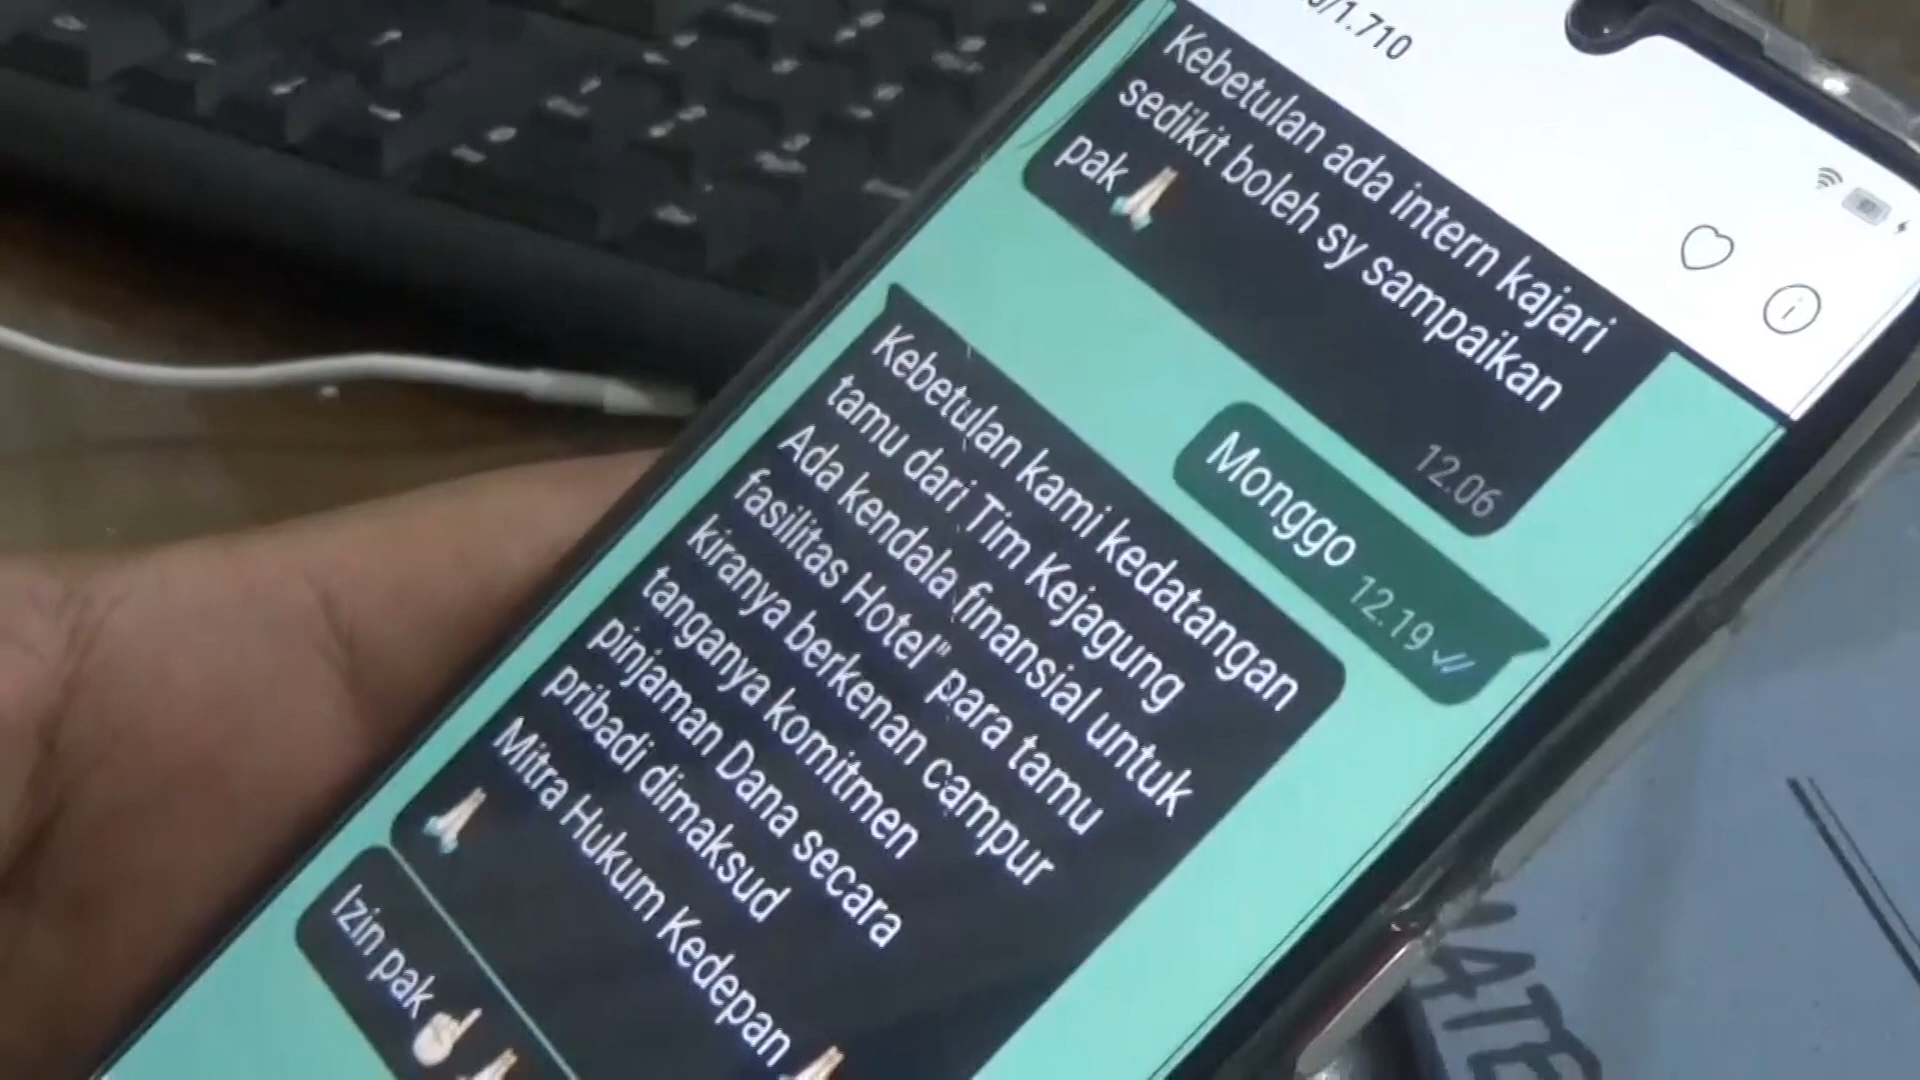 /1.710
Kebetulan ada intern kajari
sedikit boleh sy sampaikan
pak🙏🏻
12.06
Monggo 12.19
Kebetulan kami kedatangan
tamu dari Tim Kejagung
Ada kendala finansial untuk
fasilitas Hotel" para tamu
kiranya berkenan campur
tanganya komitmen
pinjaman Dana secara
pribadi dimaksud
Mitra Hukum Kedepan🙏🏻
🙏🏻
Izin pak☝🏻🙏🏻